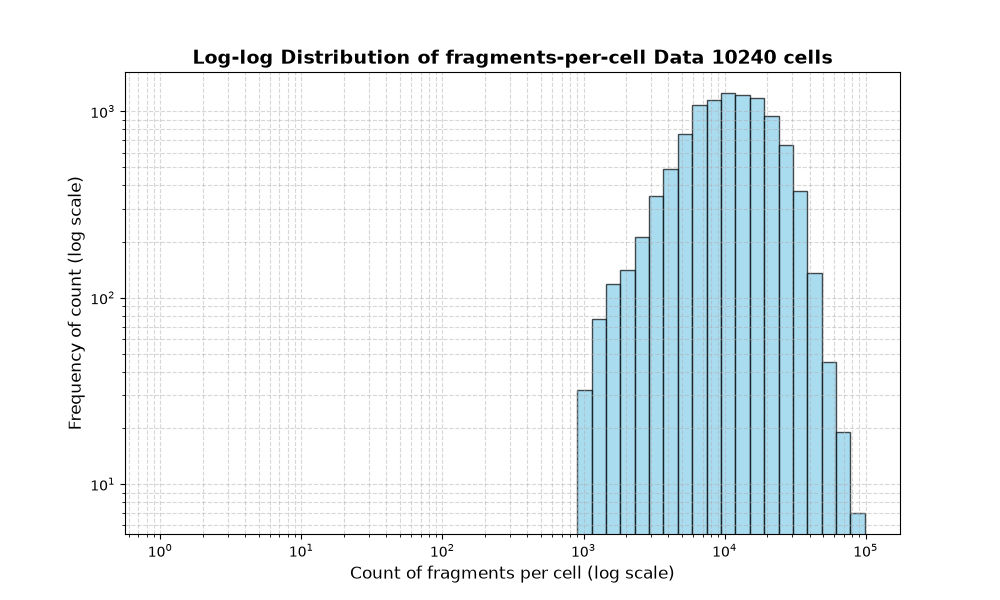 Log-log Distribution of fragments-per-cell Data 10240 cells
Frequency of count (log scale)
10³
10²
10¹
10⁰ 10¹ 10² 10³ 10⁴ 10⁵
Count of fragments per cell (log scale)